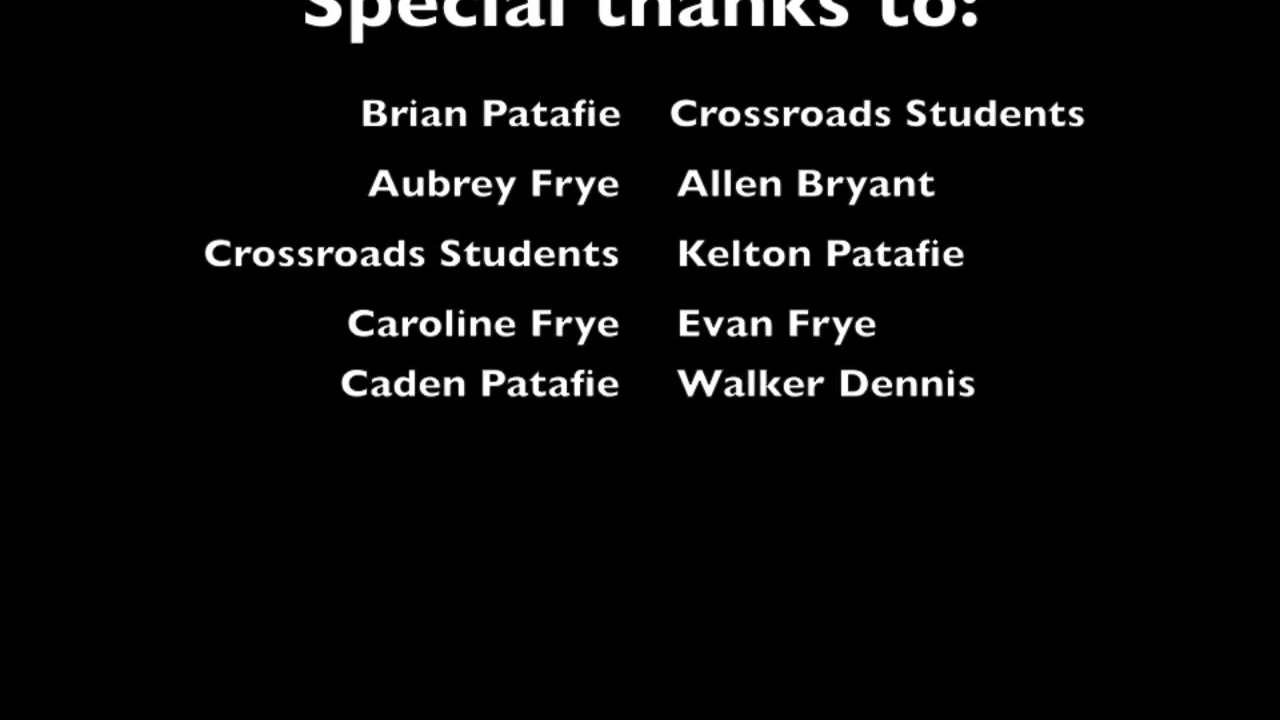 Special thanks to:
Brian Patafie Crossroads Students
Aubrey Frye Allen Bryant
Crossroads Students Kelton Patafie
Caroline Frye Evan Frye
Caden Patafie Walker Dennis